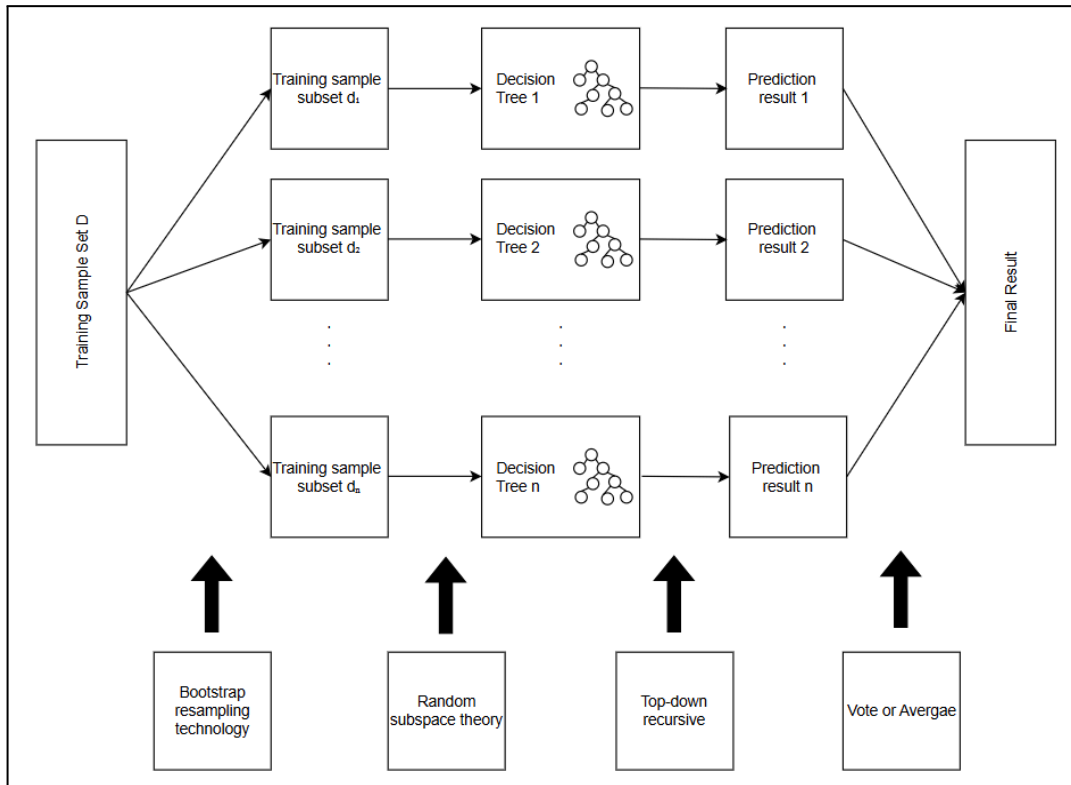 Training Sample Set D
Training sample
subset d₁
Decision
Tree 1
Prediction
result 1
Training sample
subset d₂
Decision
Tree 2
Prediction
result 2
Final Result
Training sample
subset dₙ
Decision
Tree n
Prediction
result n
Bootstrap
resampling
technology
Random
subspace theory
Top-down
recursive
Vote or Avergae